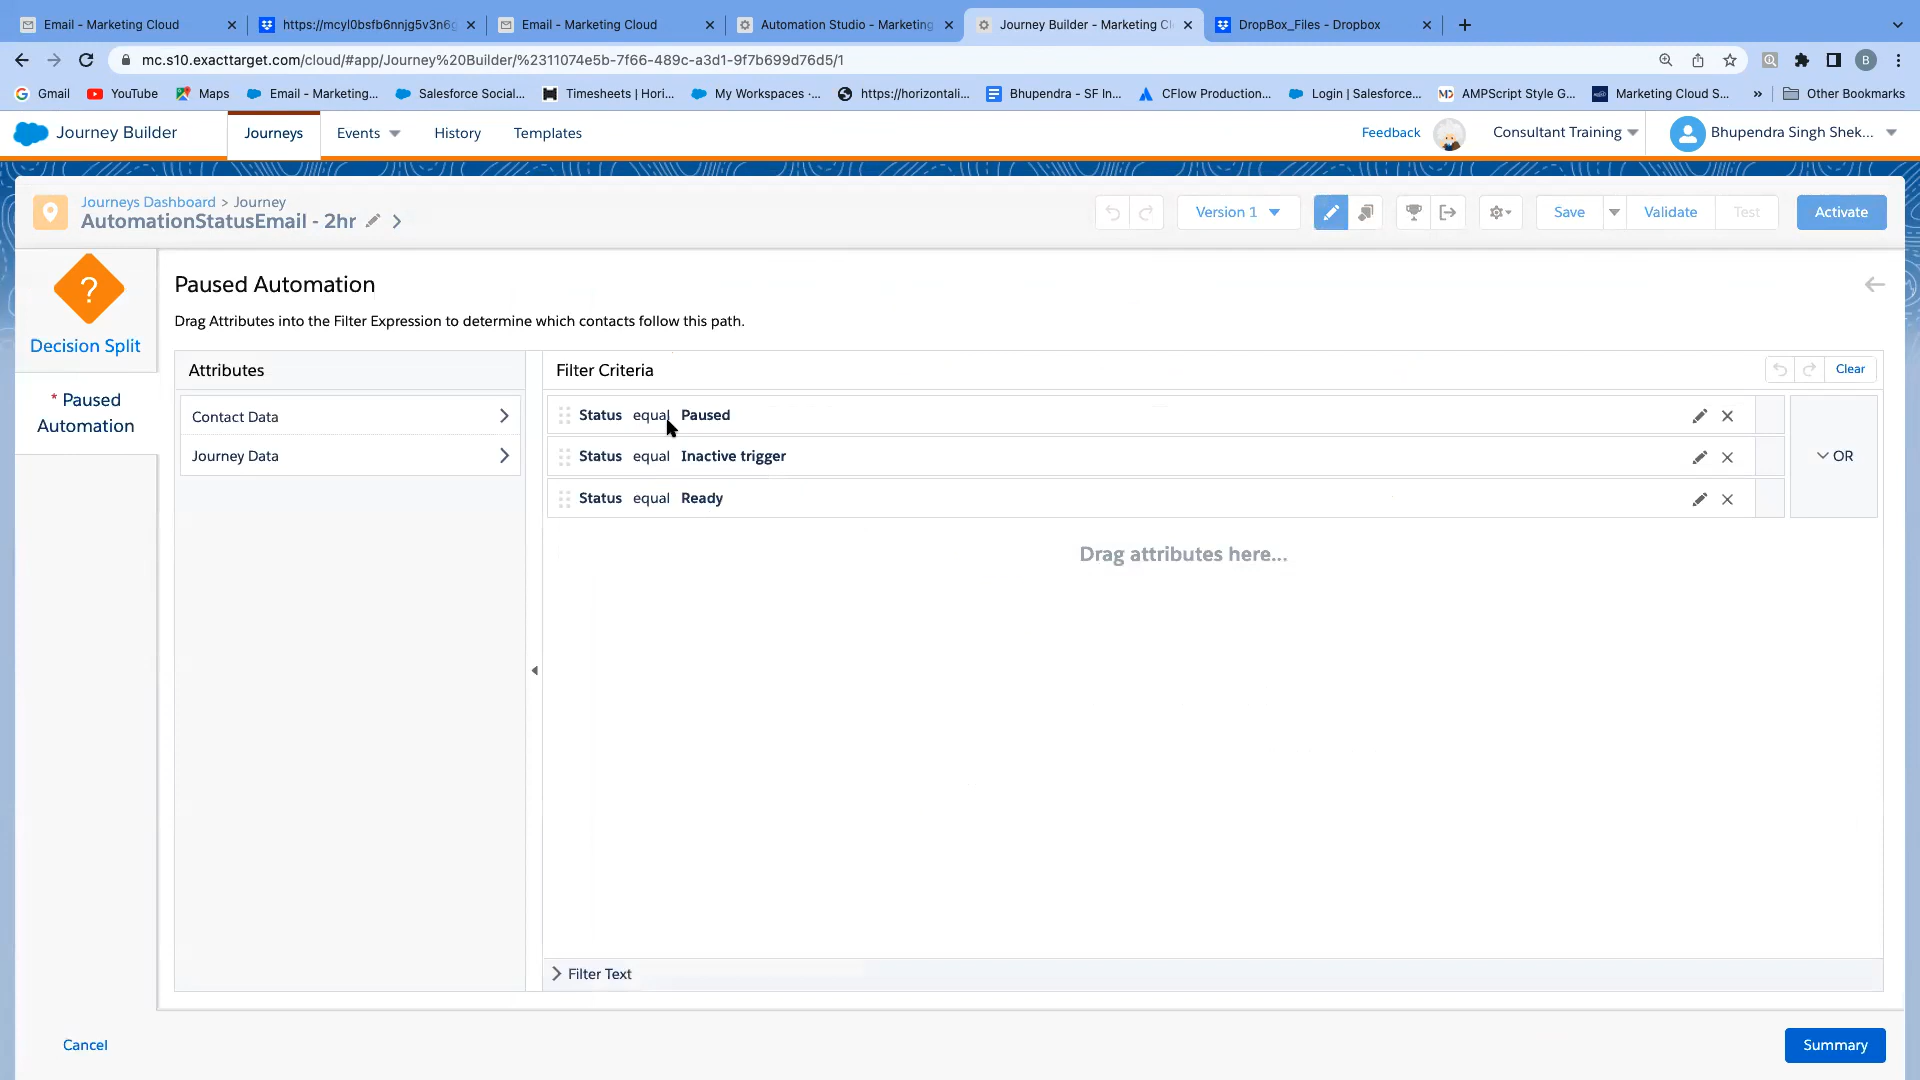 Email - Marketing Cloud
https://mcyl0bsfb6nnjg5v3n6g
Email - Marketing Cloud
Automation Studio - Marketing
Journey Builder - Marketing Cl
DropBox_Files - Dropbox
mc.s10.exacttarget.com/cloud/#app/Journey%20Builder/%2311074e5b-7f66-489c-a3d1-9f7b699d76d5/1
B
Gmail
YouTube
Maps
Email - Marketing...
Salesforce Social...
Timesheets | Hori...
My Workspaces -...
https://horizontali...
Bhupendra - SF In...
CFlow Production...
Login | Salesforce...
AMPScript Style G...
Marketing Cloud S...
» Other Bookmarks
Journey Builder
Journeys
Events
History
Templates
Feedback
Consultant Training
Bhupendra Singh Shek...
Journeys Dashboard > Journey
AutomationStatusEmail - 2hr
Version 1
Save
Validate
Test
Activate
?
Decision Split
* Paused
Automation
Paused Automation
Drag Attributes into the Filter Expression to determine which contacts follow this path.
Attributes
Contact Data
Journey Data
Filter Criteria
Clear
Status equal Paused
Status equal Inactive trigger
Status equal Ready
OR
Drag attributes here...
Filter Text
Cancel
Summary